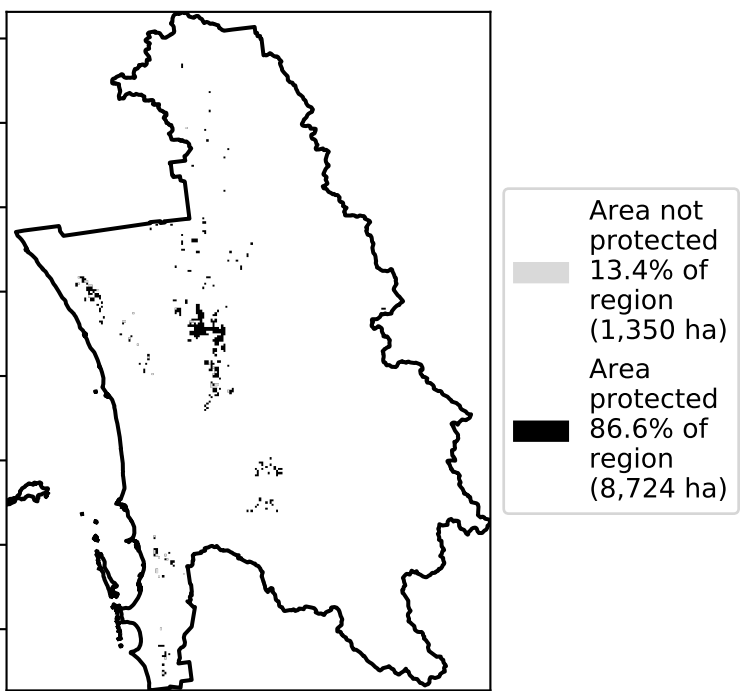 Area not
protected
13.4% of
region
(1,350 ha)
Area
protected
86.6% of
region
(8,724 ha)